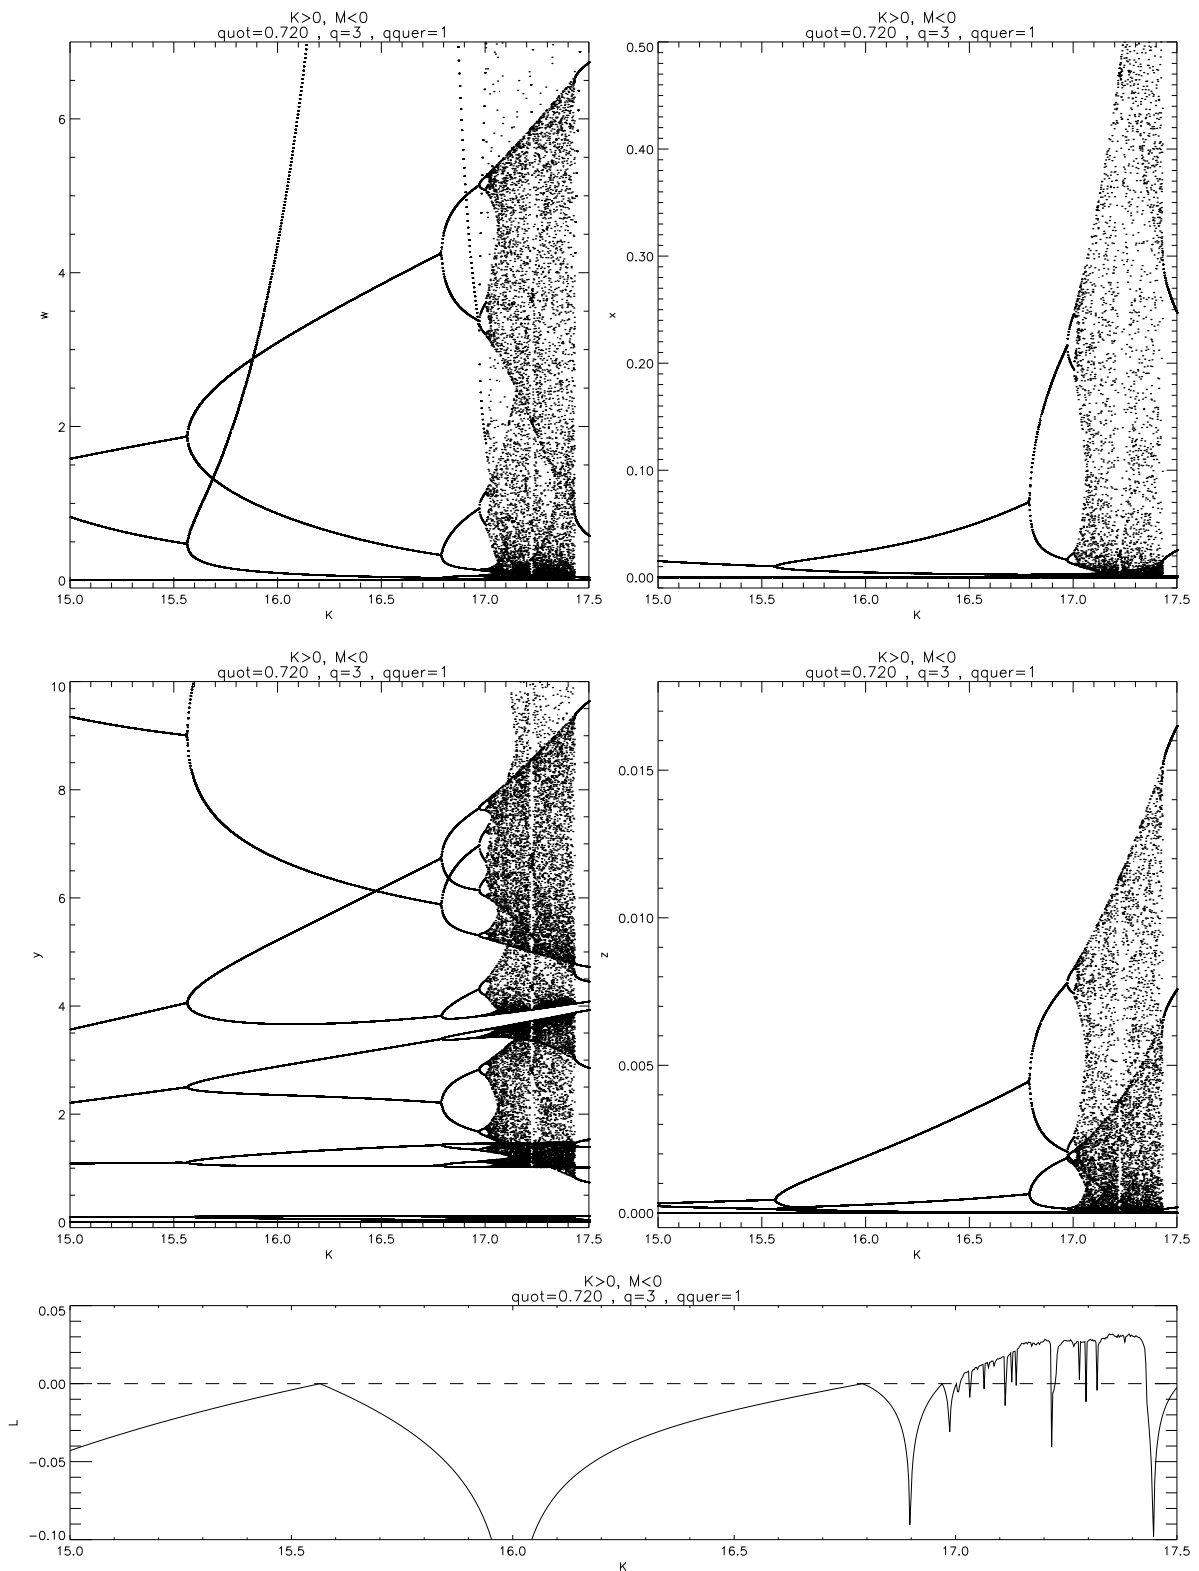 K>0, M<0
quot=0.720 , q=3 , qquer=1
6
4
2
0
w
15.0 15.5 16.0 16.5 17.0 17.5
K
K>0, M<0
quot=0.720 , q=3 , qquer=1
0.50
0.40
0.30
0.20
0.10
0.00
x
15.0 15.5 16.0 16.5 17.0 17.5
K
K>0, M<0
quot=0.720 , q=3 , qquer=1
10
8
6
4
2
0
y
15.0 15.5 16.0 16.5 17.0 17.5
K
K>0, M<0
quot=0.720 , q=3 , qquer=1
0.015
0.010
0.005
0.000
z
15.0 15.5 16.0 16.5 17.0 17.5
K
K>0, M<0
quot=0.720 , q=3 , qquer=1
0.05
0.00
−0.05
−0.10
L
15.0 15.5 16.0 16.5 17.0 17.5
K